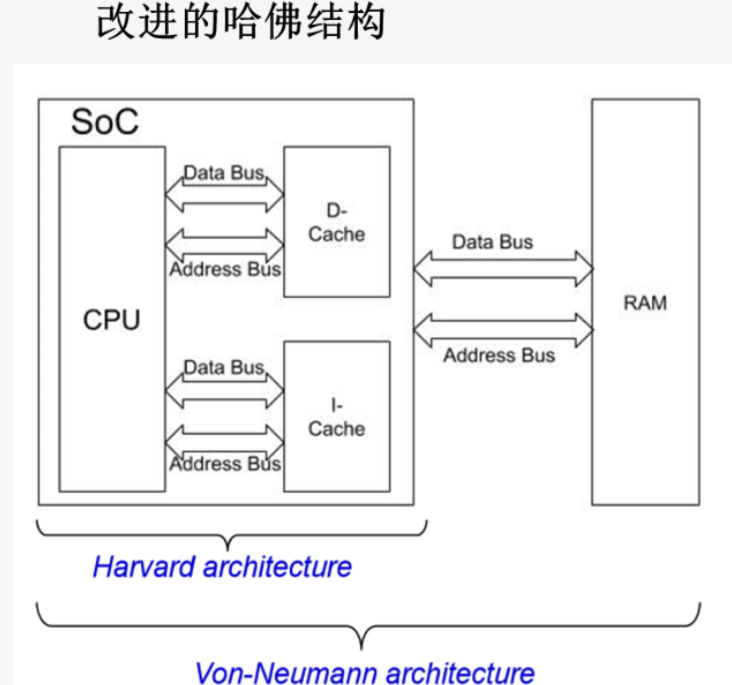 改进的哈佛结构
SoC
Data Bus
D-
Cache
Address Bus
CPU
Data Bus
I-
Cache
Address Bus
Data Bus
Address Bus
RAM
Harvard architecture
Von-Neumann architecture